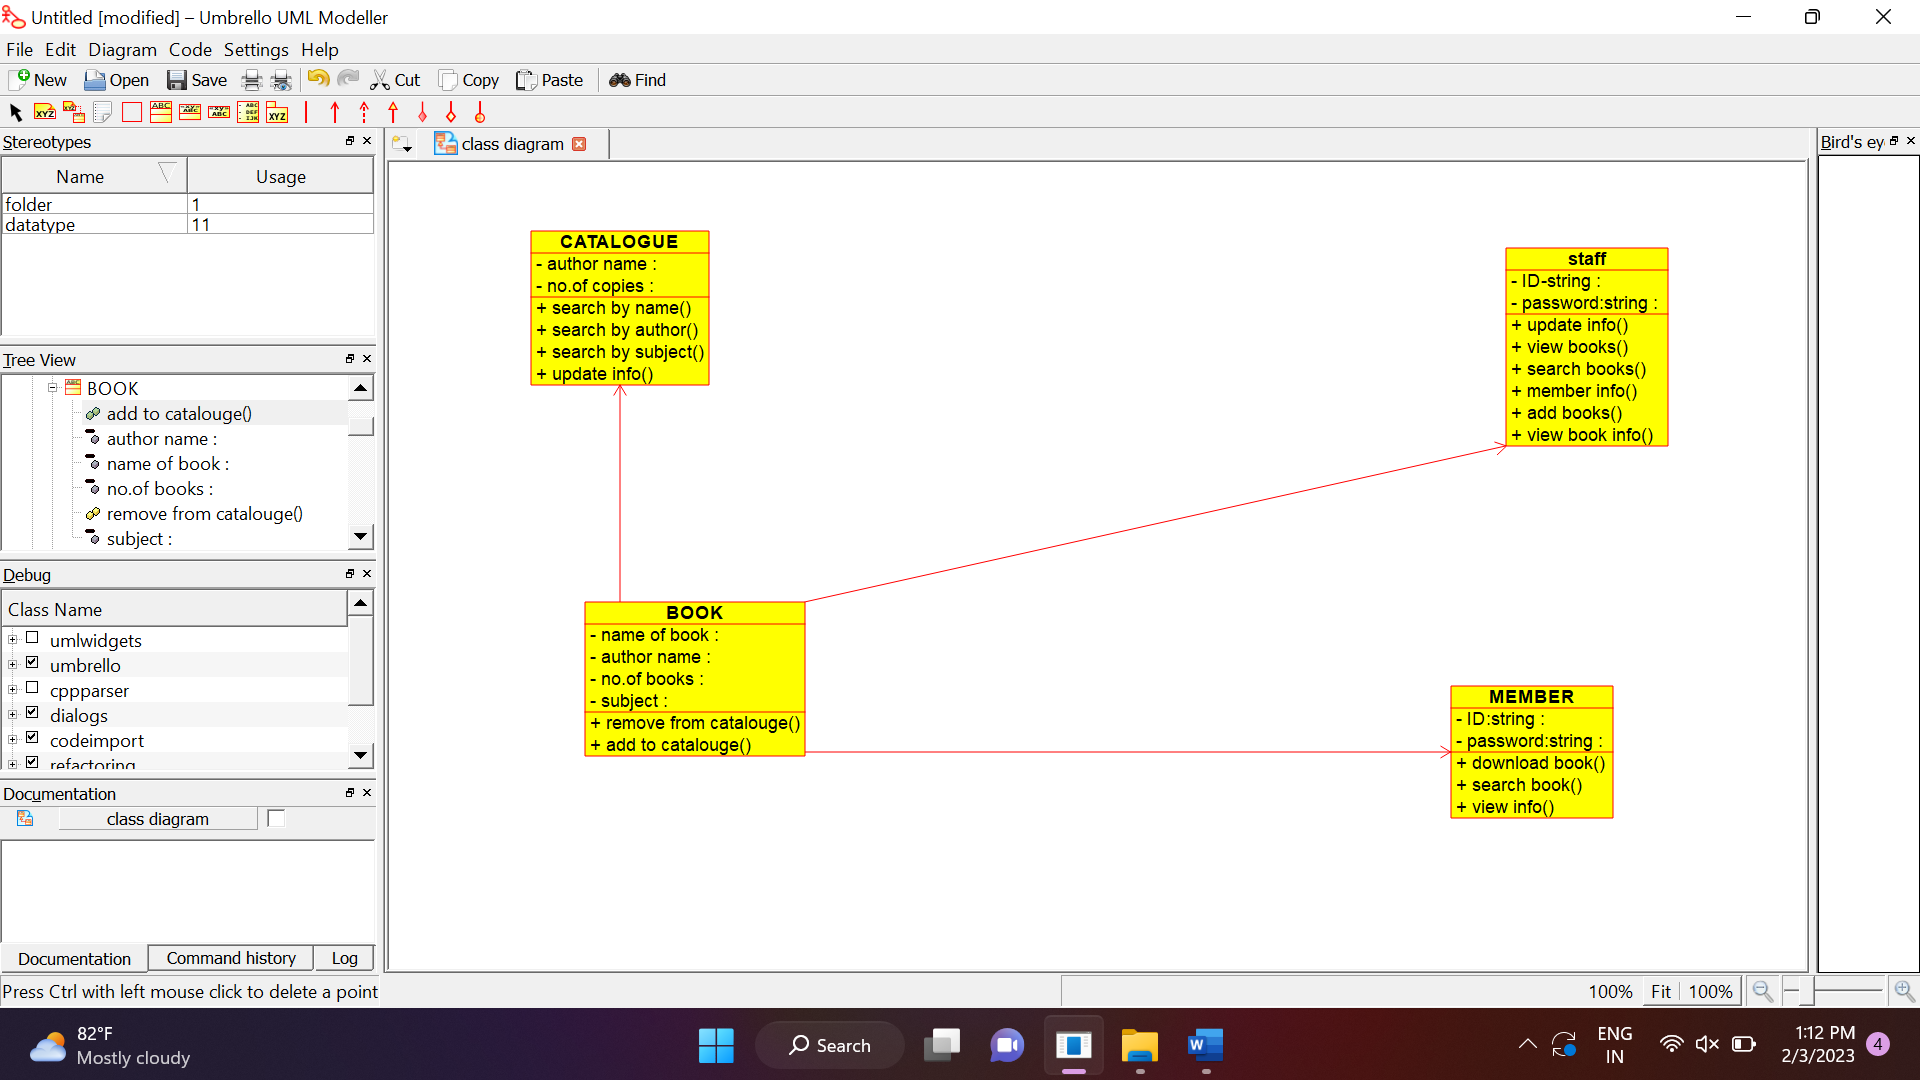 Untitled [modified] – Umbrello UML Modeller
File Edit Diagram Code Settings Help
New Open Save Cut Copy Paste Find
Stereotypes
Name Usage
folder 1
datatype 11
Tree View
BOOK
add to catalouge()
author name :
name of book :
no.of books :
remove from catalouge()
subject :
Debug
Class Name
umlwidgets
umbrello
cppparser
dialogs
codeimport
refactoring
Documentation
class diagram
Documentation Command history Log
Press Ctrl with left mouse click to delete a point
class diagram
CATALOGUE
- author name :
- no.of copies :
+ search by name()
+ search by author()
+ search by subject()
+ update info()
staff
- ID-string :
- password:string :
+ update info()
+ view books()
+ search books()
+ member info()
+ add books()
+ view book info()
BOOK
- name of book :
- author name :
- no.of books :
- subject :
+ remove from catalouge()
+ add to catalouge()
MEMBER
- ID:string :
- password:string :
+ download book()
+ search book()
+ view info()
Bird's ey
100% Fit 100%
82°F
Mostly cloudy
Search
ENG
IN
1:12 PM
2/3/2023
4